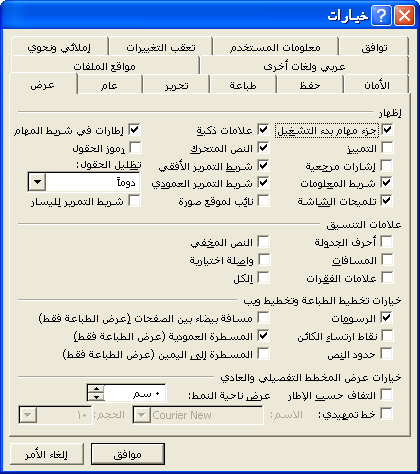 خيارات
توافق معلومات المستخدم تعقب التغييرات إملائي ونحوي
عربي ولغات أخرى مواقع الملفات
الأمان حفظ طباعة تحرير عام عرض
إظهار
جزء مهام بدء التشغيل علامات ذكية إطارات في شريط المهام
التمييز النص المتحرك رموز الحقول
إشارات مرجعية شريط التمرير الأفقي تظليل الحقول:
شريط المعلومات شريط التمرير العمودي دوماً
تلميحات الشاشة نائب لموقع صورة شريط التمرير لليسار
علامات التنسيق
أحرف الجدولة النص المخفي
المسافات واصلة اختيارية
علامات الفقرات الكل
خيارات تخطيط الطباعة وتخطيط ويب
الرسومات مسافة بيضاء بين الصفحات (عرض الطباعة فقط)
نقاط ارتساء الكائن المسطرة العمودية (عرض الطباعة فقط)
حدود النص المسطرة إلى اليمين (عرض الطباعة فقط)
خيارات عرض المخطط التفصيلي والعادي
التفاف حسب الإطار عرض ناحية النمط: ٠ سم
خط تمهيدي: الاسم: Courier New الحجم: ١٠
موافق إلغاء الأمر